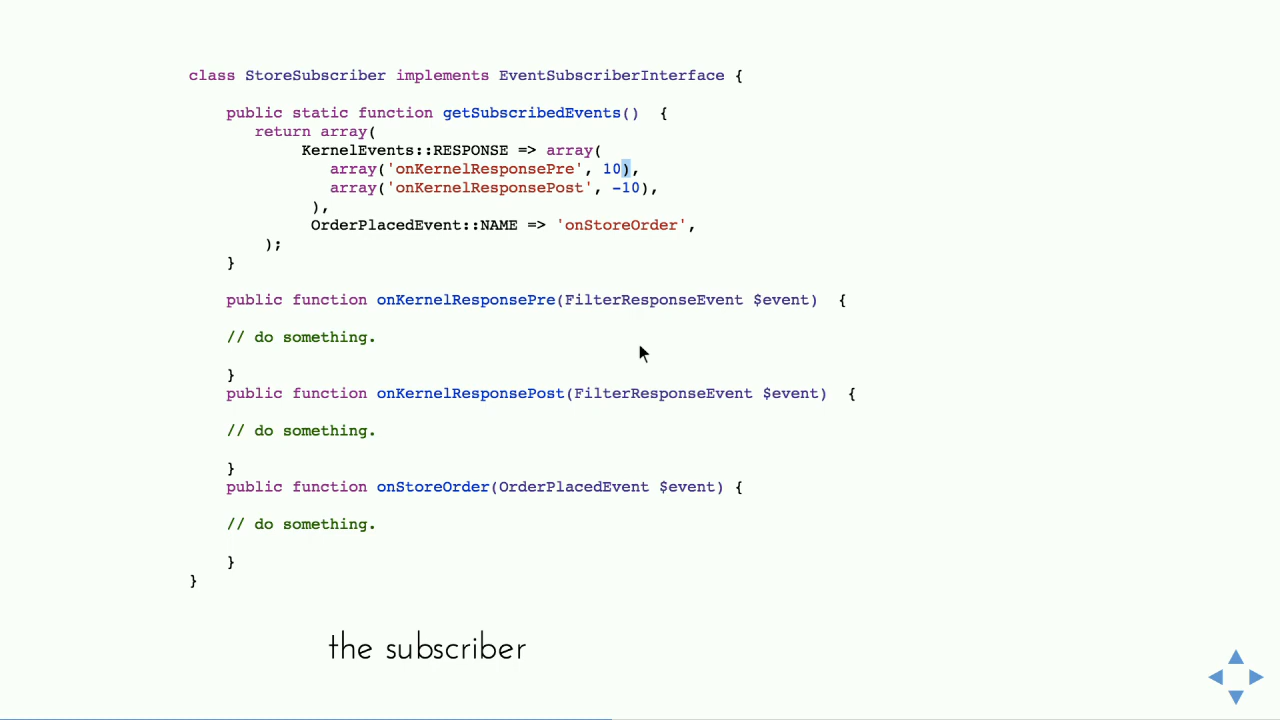 class StoreSubscriber implements EventSubscriberInterface {
public static function getSubscribedEvents()  {
return array(
KernelEvents::RESPONSE => array(
array('onKernelResponsePre', 10),
array('onKernelResponsePost', -10),
),
OrderPlacedEvent::NAME => 'onStoreOrder',
);
}
public function onKernelResponsePre(FilterResponseEvent $event)  {
// do something.
}
public function onKernelResponsePost(FilterResponseEvent $event)  {
// do something.
}
public function onStoreOrder(OrderPlacedEvent $event) {
// do something.
}
}
the subscriber